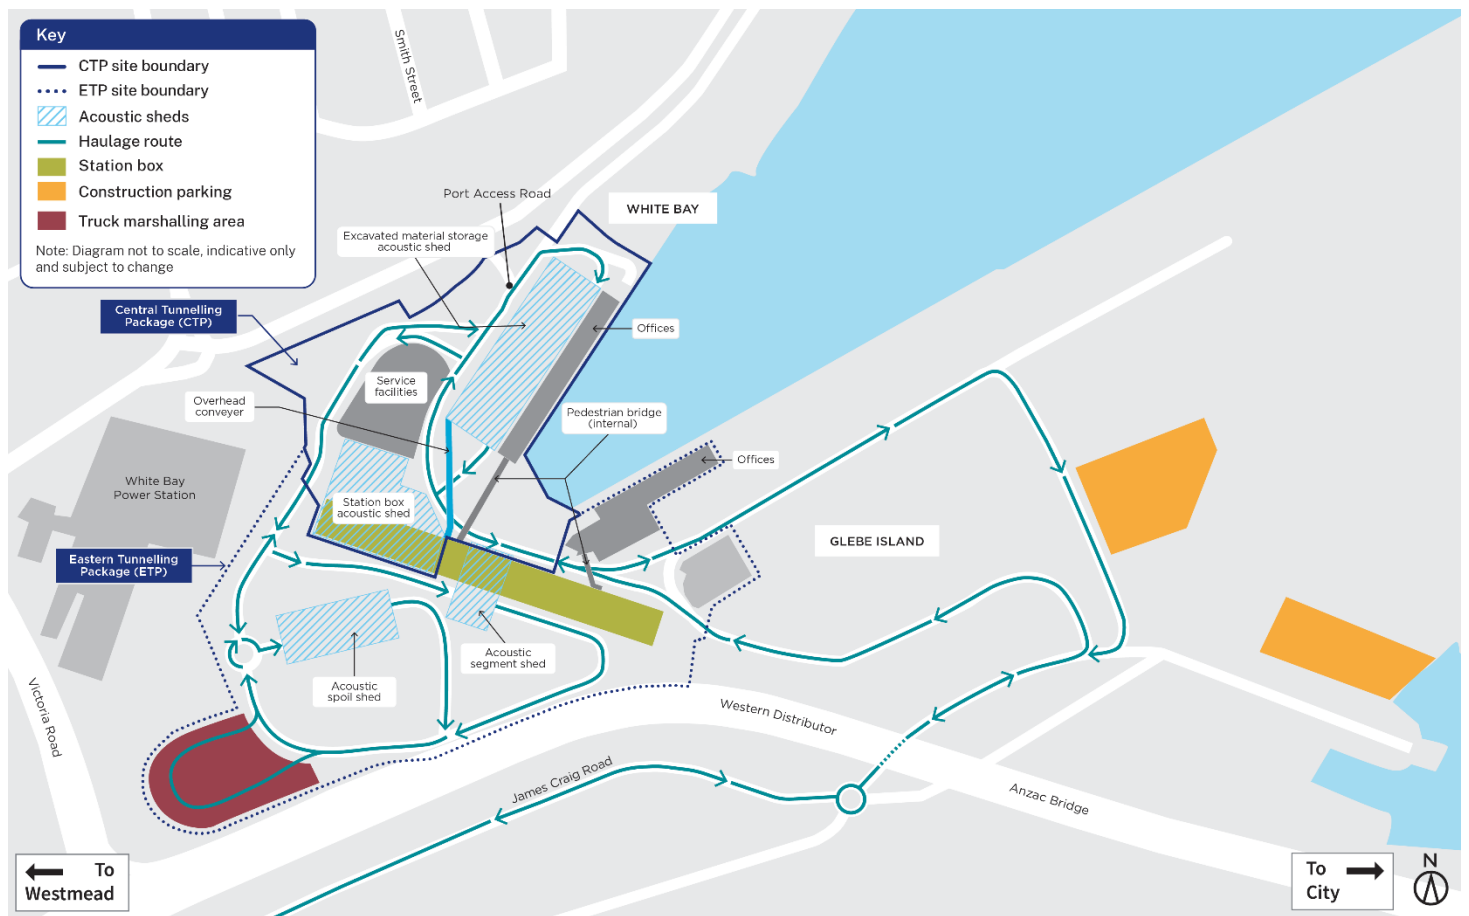 Key
CTP site boundary
ETP site boundary
Acoustic sheds
Haulage route
Station box
Construction parking
Truck marshalling area
Note: Diagram not to scale, indicative only
and subject to change
Smith Street
Port Access Road
WHITE BAY
Excavated material storage
acoustic shed
Central Tunnelling
Package (CTP)
Offices
Service
facilities
Overhead
conveyer
Pedestrian bridge
(internal)
Offices
White Bay
Power Station
Station box
acoustic shed
GLEBE ISLAND
Eastern Tunnelling
Package (ETP)
Acoustic
segment shed
Acoustic
spoil shed
Victoria Road
Western Distributor
James Craig Road
Anzac Bridge
To
Westmead
To
City
N